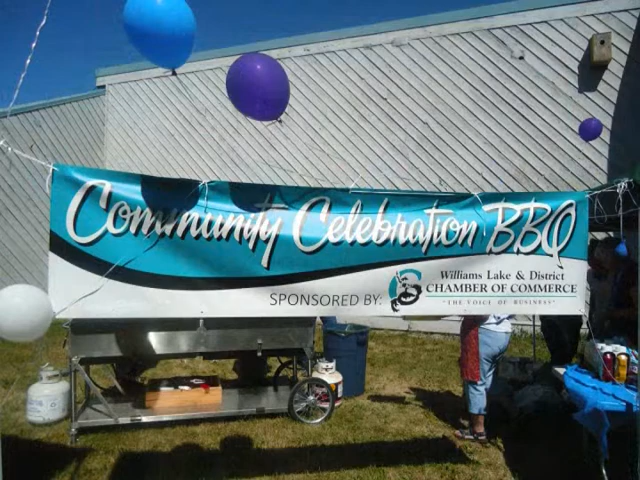 Community Celebration BBQ
SPONSORED BY:
Williams Lake & District
CHAMBER OF COMMERCE
"THE VOICE OF BUSINESS"